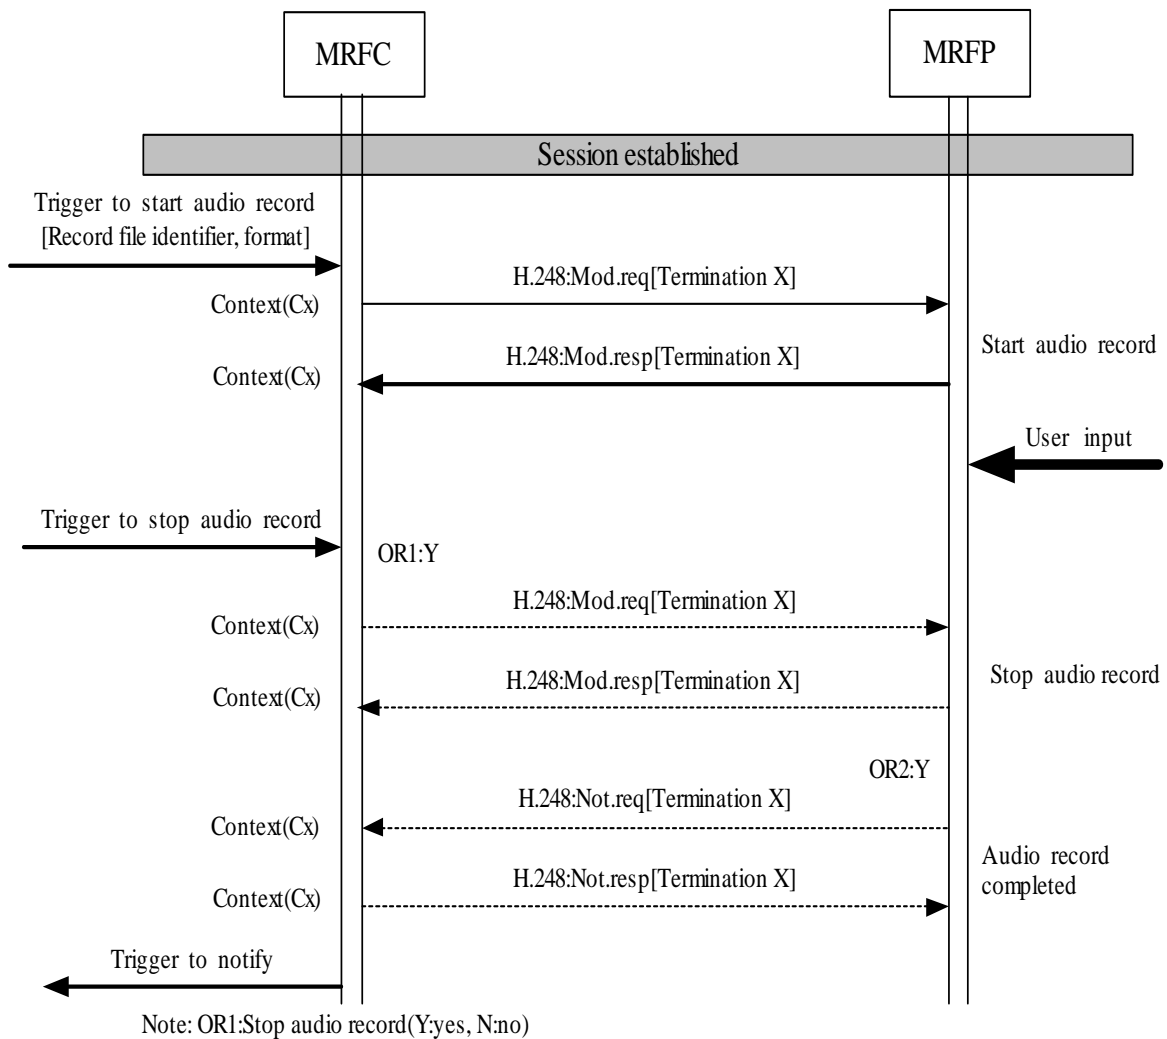 MRFC
MRFP
Session established
Trigger to start audio record
[Record file identifier, format]
H.248:Mod.req[Termination X]
Context(Cx)
Start audio record
H.248:Mod.resp[Termination X]
Context(Cx)
User input
Trigger to stop audio record
OR1:Y
H.248:Mod.req[Termination X]
Context(Cx)
Stop audio record
H.248:Mod.resp[Termination X]
Context(Cx)
OR2:Y
H.248:Not.req[Termination X]
Context(Cx)
Audio record
completed
H.248:Not.resp[Termination X]
Context(Cx)
Trigger to notify
Note: OR1:Stop audio record(Y:yes, N:no)